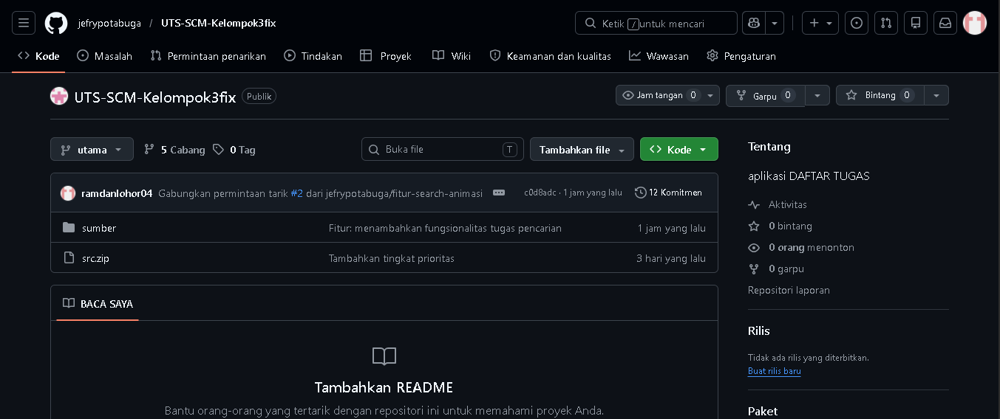 jefrypotabuga / UTS-SCM-Kelompok3fix
Ketik / untuk mencari
Kode Masalah Permintaan penarikan Tindakan Proyek Wiki Keamanan dan kualitas Wawasan Pengaturan
UTS-SCM-Kelompok3fix Publik
Jam tangan 0 Garpu 0 Bintang 0
utama 5 Cabang 0 Tag Buka file T Tambahkan file Kode
ramdanlohor04 Gabungkan permintaan tarik #2 dari jefrypotabuga/fitur-search-animasi c0d8adc · 1 jam yang lalu 12 Komitmen
sumber Fitur: menambahkan fungsionalitas tugas pencarian 1 jam yang lalu
src.zip Tambahkan tingkat prioritas 3 hari yang lalu
BACA SAYA
Tambahkan README
Bantu orang-orang yang tertarik dengan repositori ini untuk memahami proyek Anda.
Tentang
aplikasi DAFTAR TUGAS
Aktivitas
0 bintang
0 orang menonton
0 garpu
Repositori laporan
Rilis
Tidak ada rilis yang diterbitkan.
Buat rilis baru
Paket